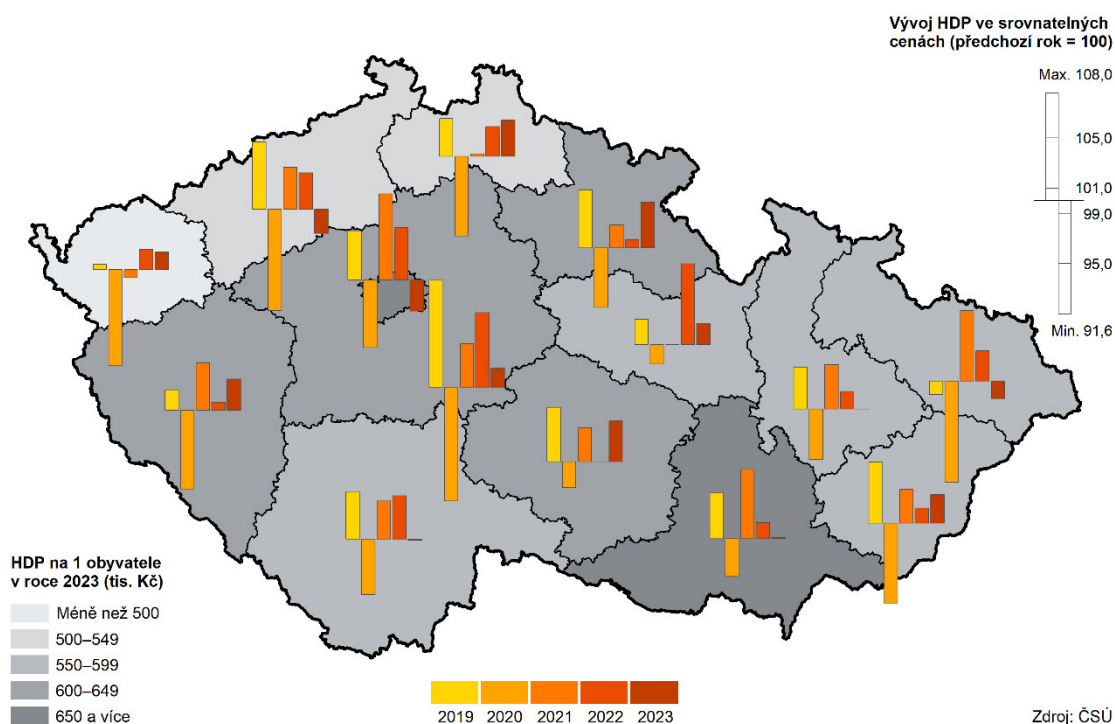 Vývoj HDP ve srovnatelných
cenách (předchozí rok = 100)
Max. 108,0
105,0
101,0
99,0
95,0
Min. 91,6
HDP na 1 obyvatele
v roce 2023 (tis. Kč)
Méně než 500
500–549
550–599
600–649
650 a více
2019 2020 2021 2022 2023
Zdroj: ČSÚ